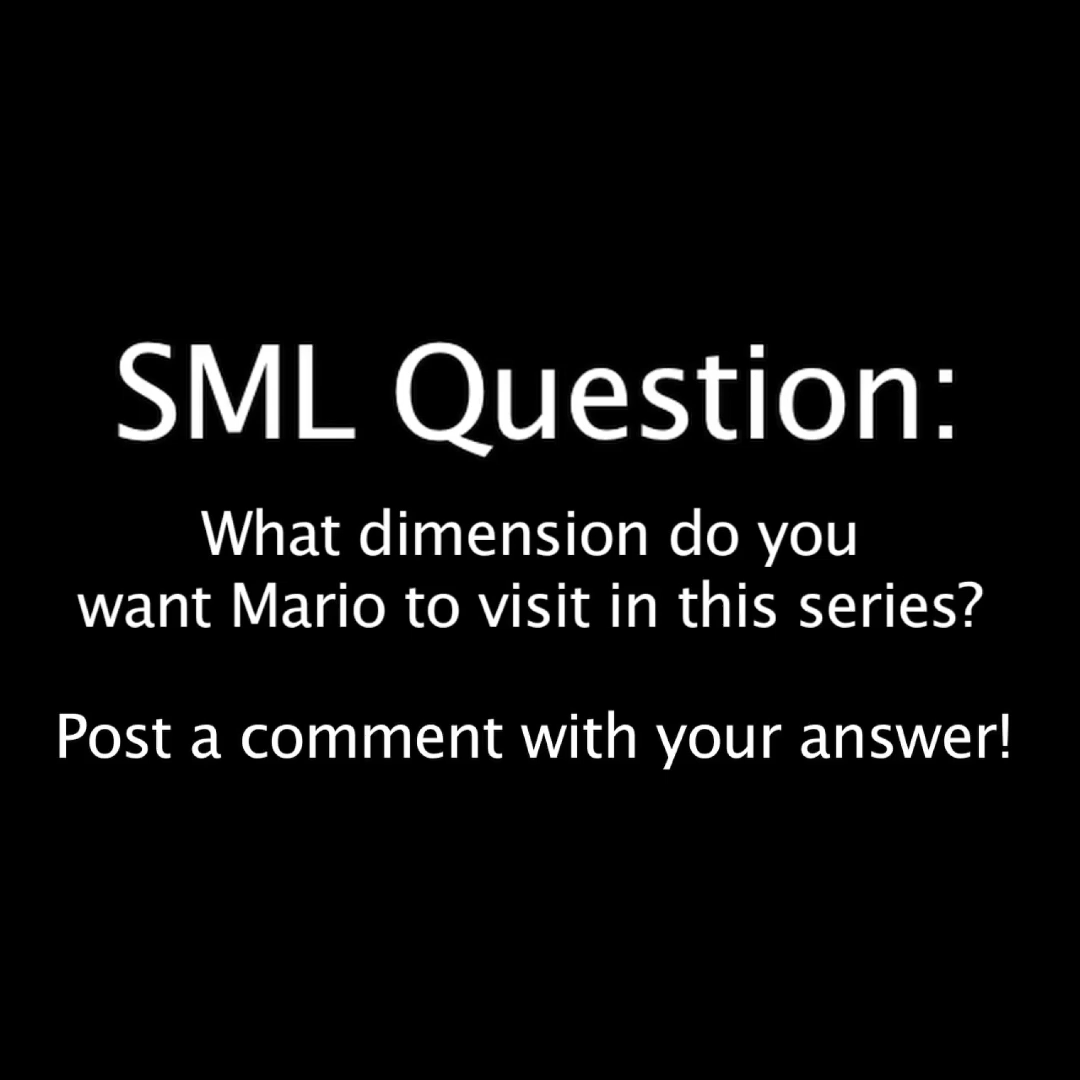 SML Question:
What dimension do you
want Mario to visit in this series?
Post a comment with your answer!